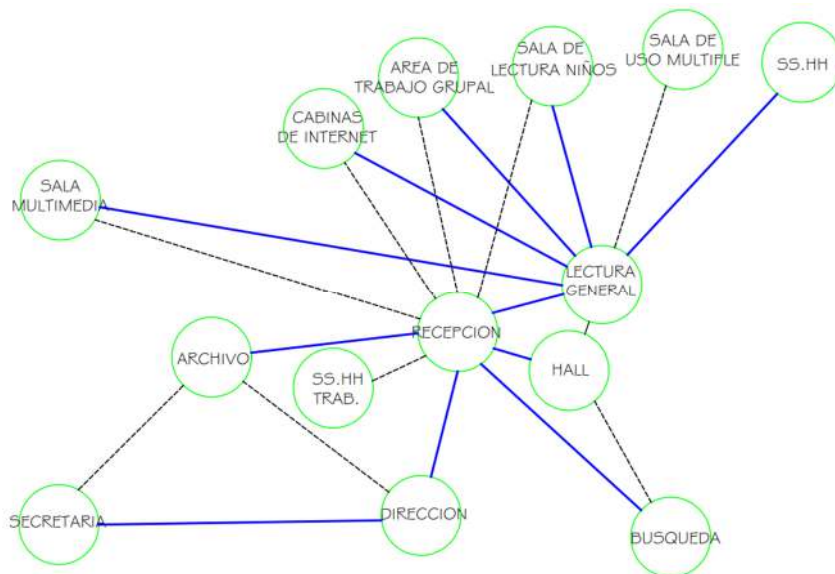 SALA DE
USO MULTIFLE
SALA DE
LECTURA NIÑOS
SS.HH
AREA DE
TRABAJO GRUPAL
CABINAS
DE INTERNET
SALA
MULTIMEDIA
LECTURA
GENERAL
RECEPCION
ARCHIVO
HALL
SS.HH
TRAB.
SECRETARIA
DIRECCION
BUSQUEDA